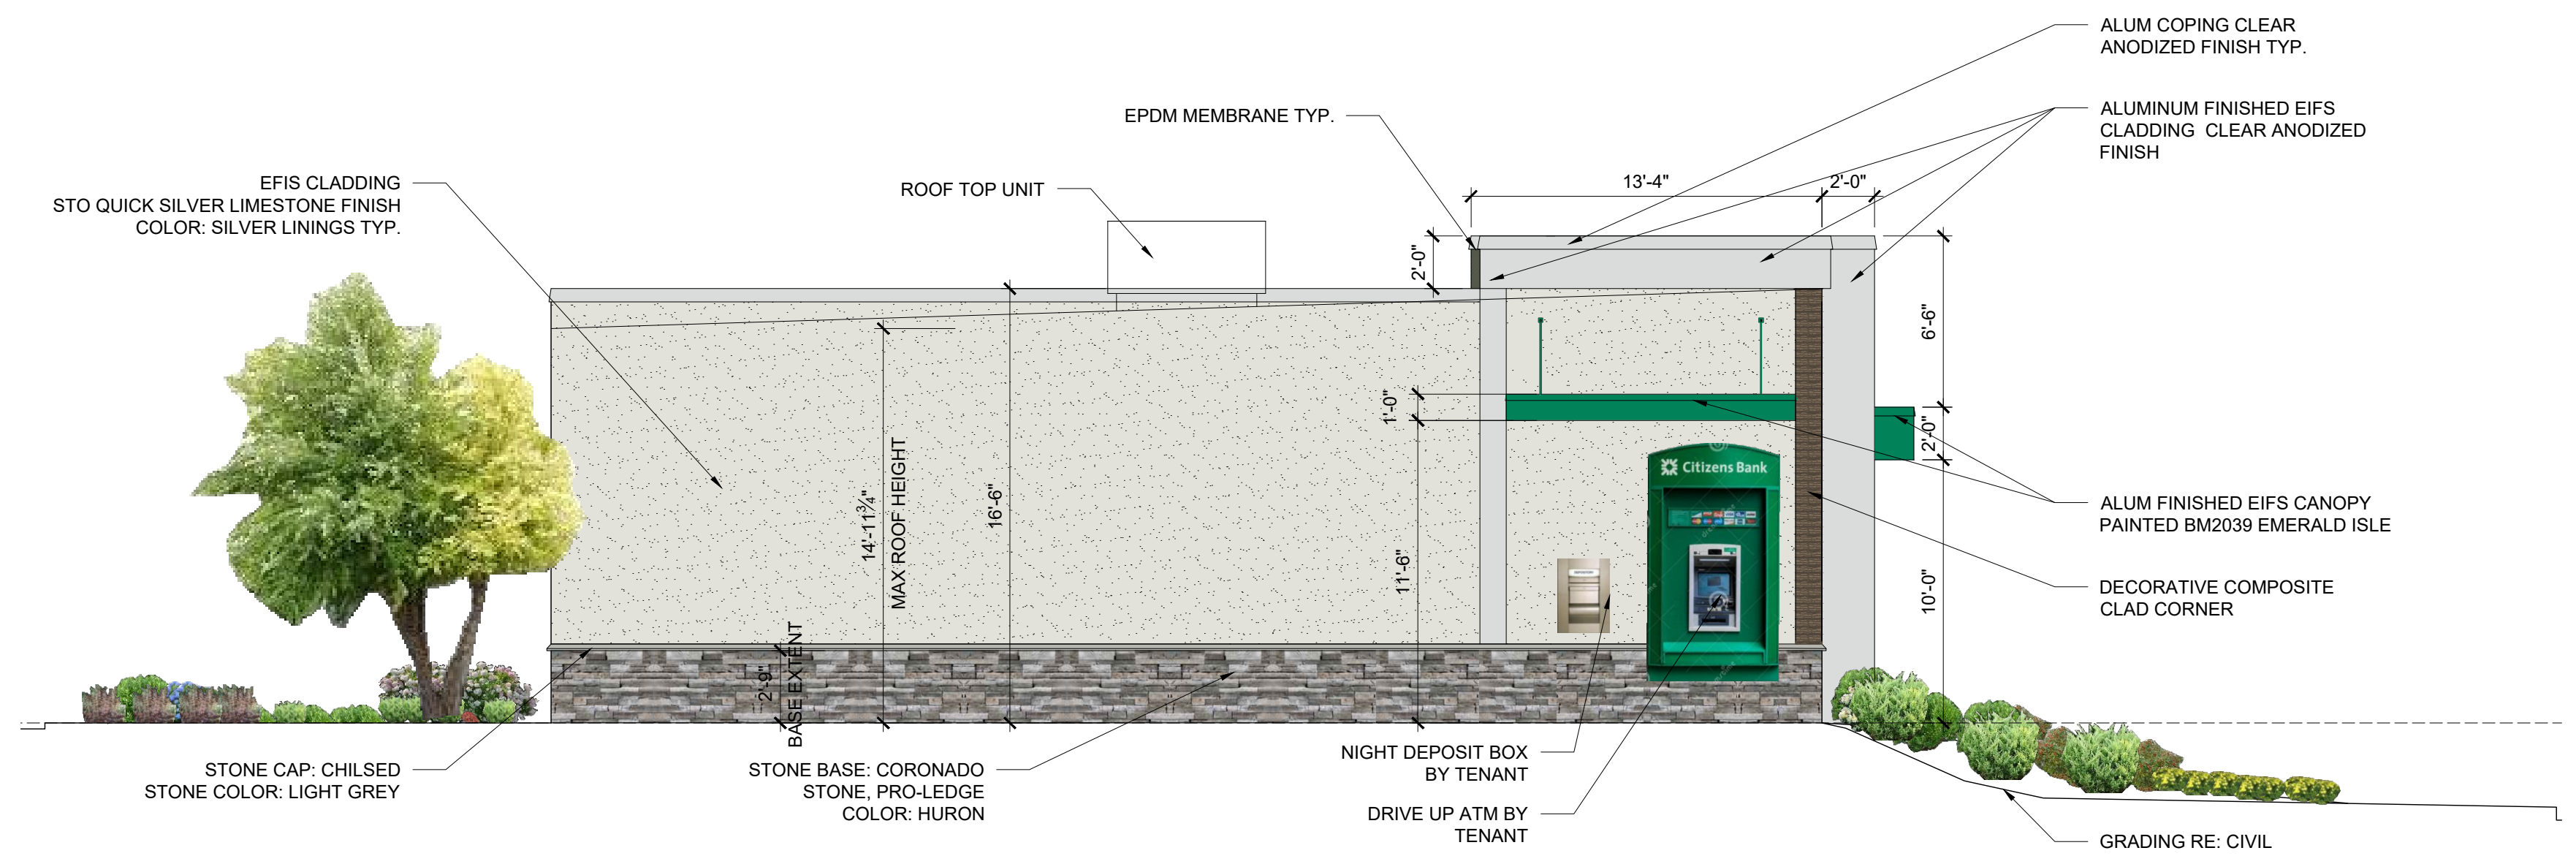 ALUM COPING CLEAR
ANODIZED FINISH TYP.
EPDM MEMBRANE TYP.
ALUMINUM FINISHED EIFS
CLADDING CLEAR ANODIZED
FINISH
EFIS CLADDING
STO QUICK SILVER LIMESTONE FINISH
COLOR: SILVER LININGS TYP.
ROOF TOP UNIT
13'-4"
2'-0"
2'-0"
6'-6"
1'-0"
2'-0"
14'-11¾"
MAX ROOF HEIGHT
16'-6"
11'-6"
10'-0"
Citizens Bank
ALUM FINISHED EIFS CANOPY
PAINTED BM2039 EMERALD ISLE
DECORATIVE COMPOSITE
CLAD CORNER
2'-9"
BASE EXTENT
STONE CAP: CHILSED
STONE COLOR: LIGHT GREY
STONE BASE: CORONADO
STONE, PRO-LEDGE
COLOR: HURON
NIGHT DEPOSIT BOX
BY TENANT
DRIVE UP ATM BY
TENANT
GRADING RE: CIVIL